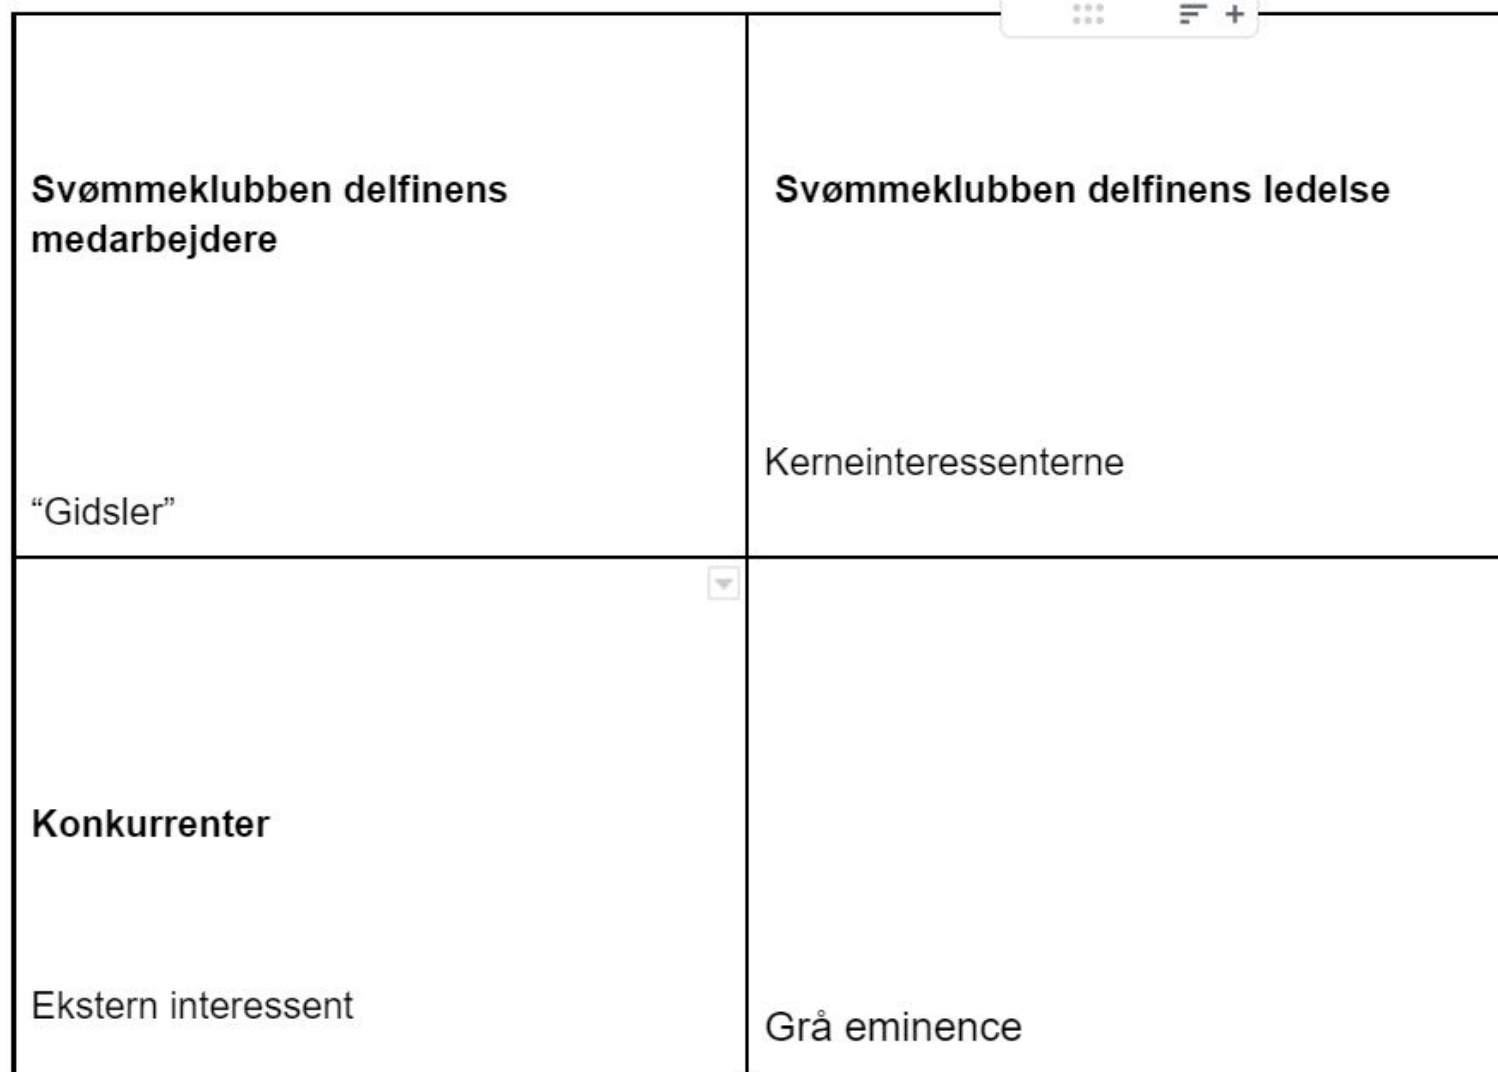 Svømmeklubben delfinens
medarbejdere
“Gidsler”
Svømmeklubben delfinens ledelse
Kerneinteressenterne
Konkurrenter
Ekstern interessent
Grå eminence